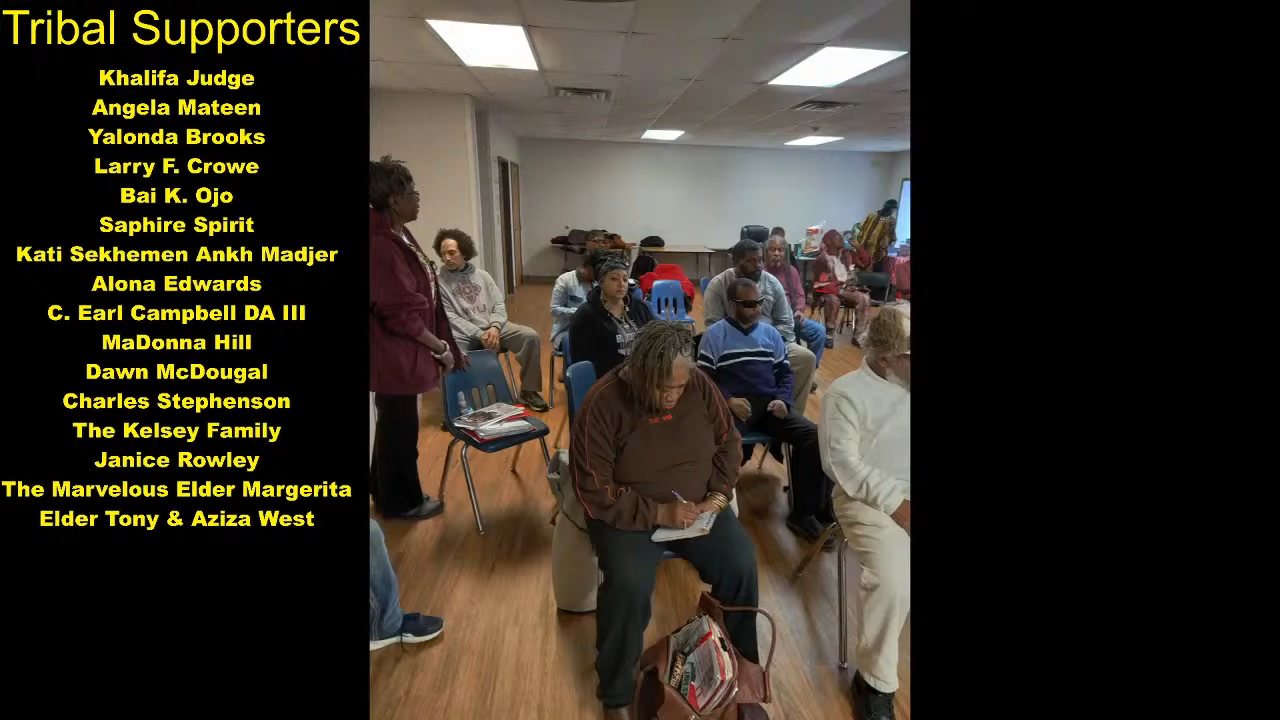 Tribal Supporters
Khalifa Judge
Angela Mateen
Yalonda Brooks
Larry F. Crowe
Bai K. Ojo
Saphire Spirit
Kati Sekhemen Ankh Madjer
Alona Edwards
C. Earl Campbell DA III
MaDonna Hill
Dawn McDougal
Charles Stephenson
The Kelsey Family
Janice Rowley
The Marvelous Elder Margerita
Elder Tony & Aziza West